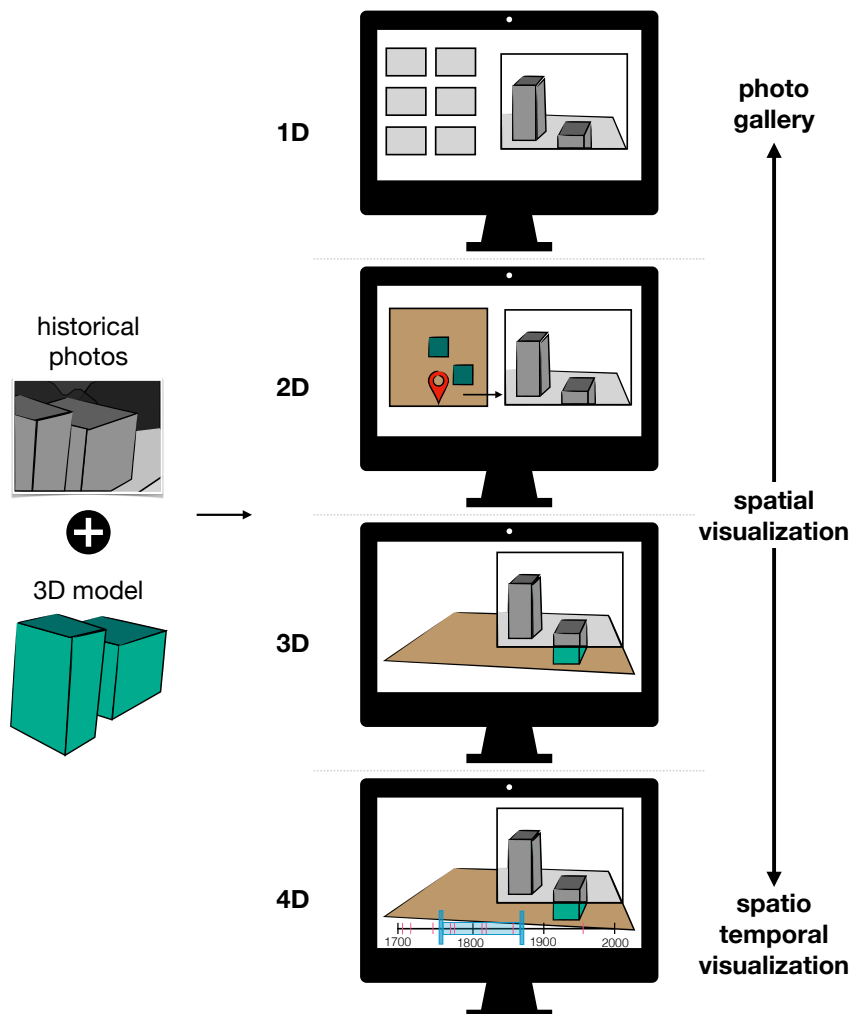 historical
photos
3D model
1D
2D
3D
4D
1700
1800
1900
2000
photo
gallery
spatial
visualization
spatio
temporal
visualization